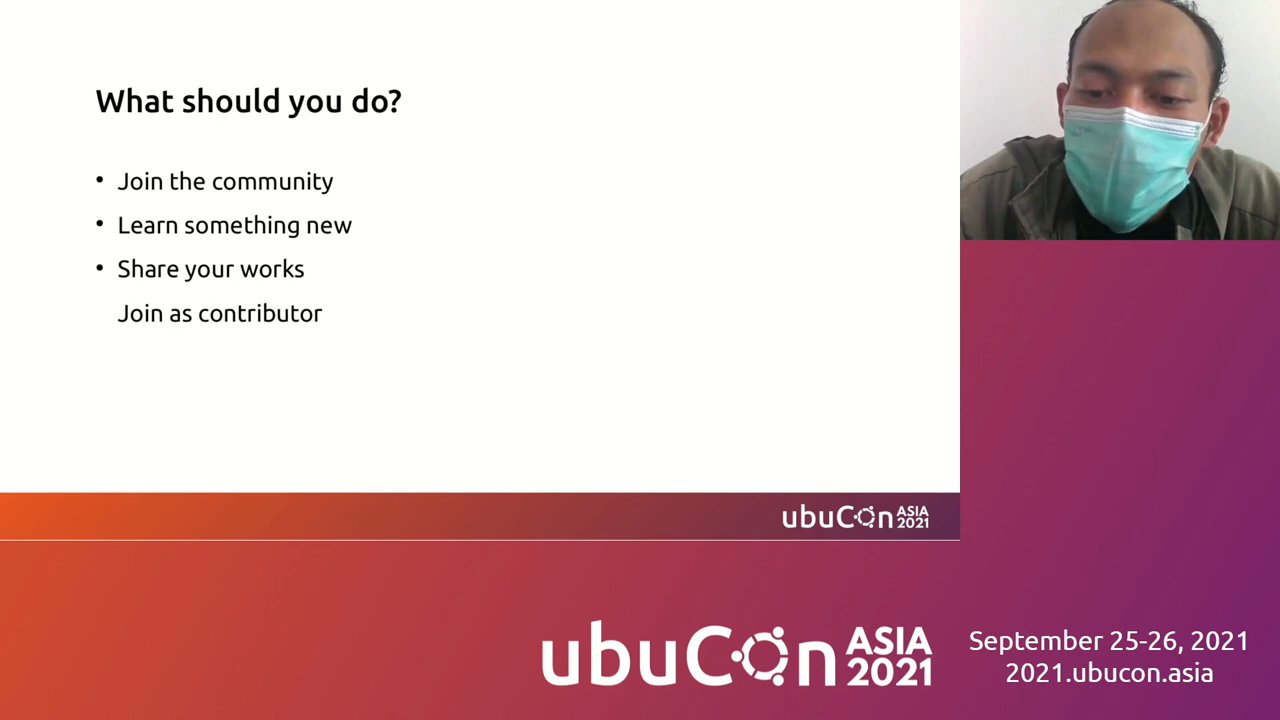 What should you do?
• Join the community
• Learn something new
• Share your works
Join as contributor
ubuCon ASIA 2021
ubuCon ASIA 2021
September 25-26, 2021
2021.ubucon.asia